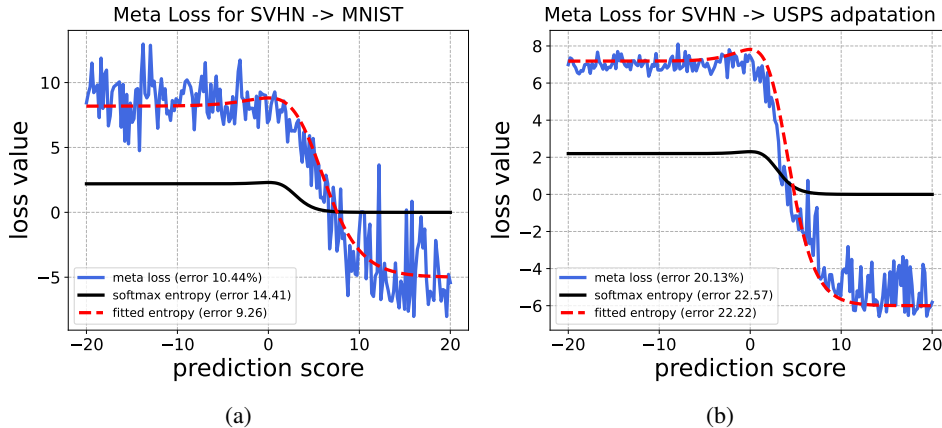 Meta Loss for SVHN -> MNIST
loss value
10
5
0
−5
meta loss (error 10.44%)
softmax entropy (error 14.41)
fitted entropy (error 9.26)
−20
−10
0
10
20
prediction score
(a)
Meta Loss for SVHN -> USPS adpatation
loss value
8
6
4
2
0
−2
−4
−6
meta loss (error 20.13%)
softmax entropy (error 22.57)
fitted entropy (error 22.22)
−20
−10
0
10
20
prediction score
(b)